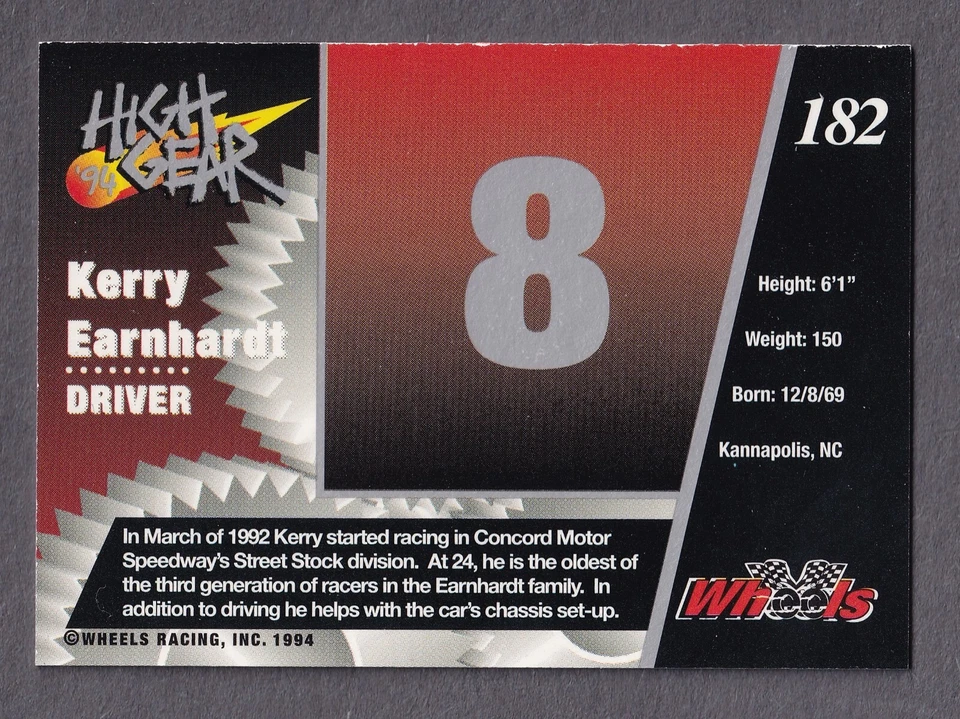 HIGH
GEAR
'94
182
8
Kerry
Earnhardt
DRIVER
Height: 6'1”
Weight: 150
Born: 12/8/69
Kannapolis, NC
In March of 1992 Kerry started racing in Concord Motor
Speedway's Street Stock division.  At 24, he is the oldest of
the third generation of racers in the Earnhardt family.  In
addition to driving he helps with the car's chassis set-up.
Wheels
©WHEELS RACING, INC. 1994